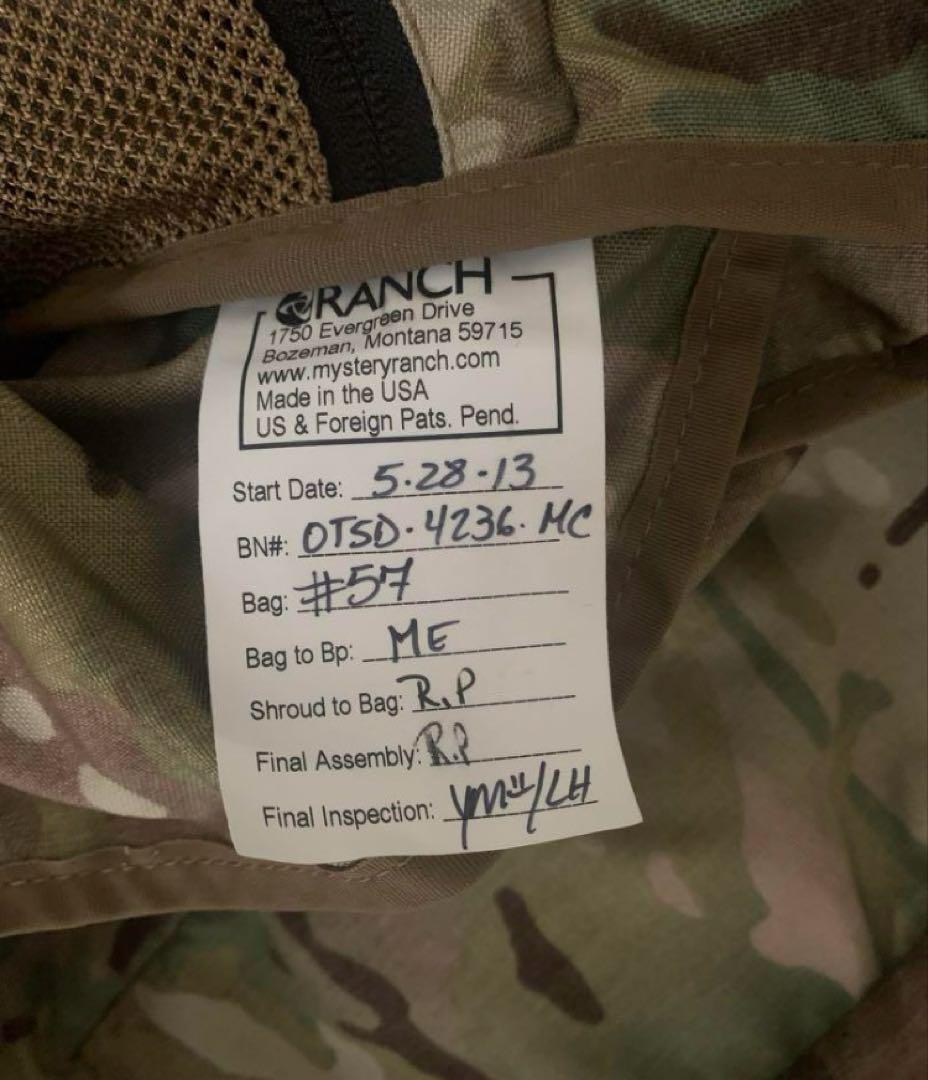 RANCH
1750 Evergreen Drive
Bozeman, Montana 59715
www.mysteryranch.com
Made in the USA
US & Foreign Pats. Pend.
Start Date: 5-28-13
BN#: OTSD-4236-MC
Bag: #57
Bag to Bp: ME
Shroud to Bag: R.P
Final Assembly: R.P
Final Inspection: /LH